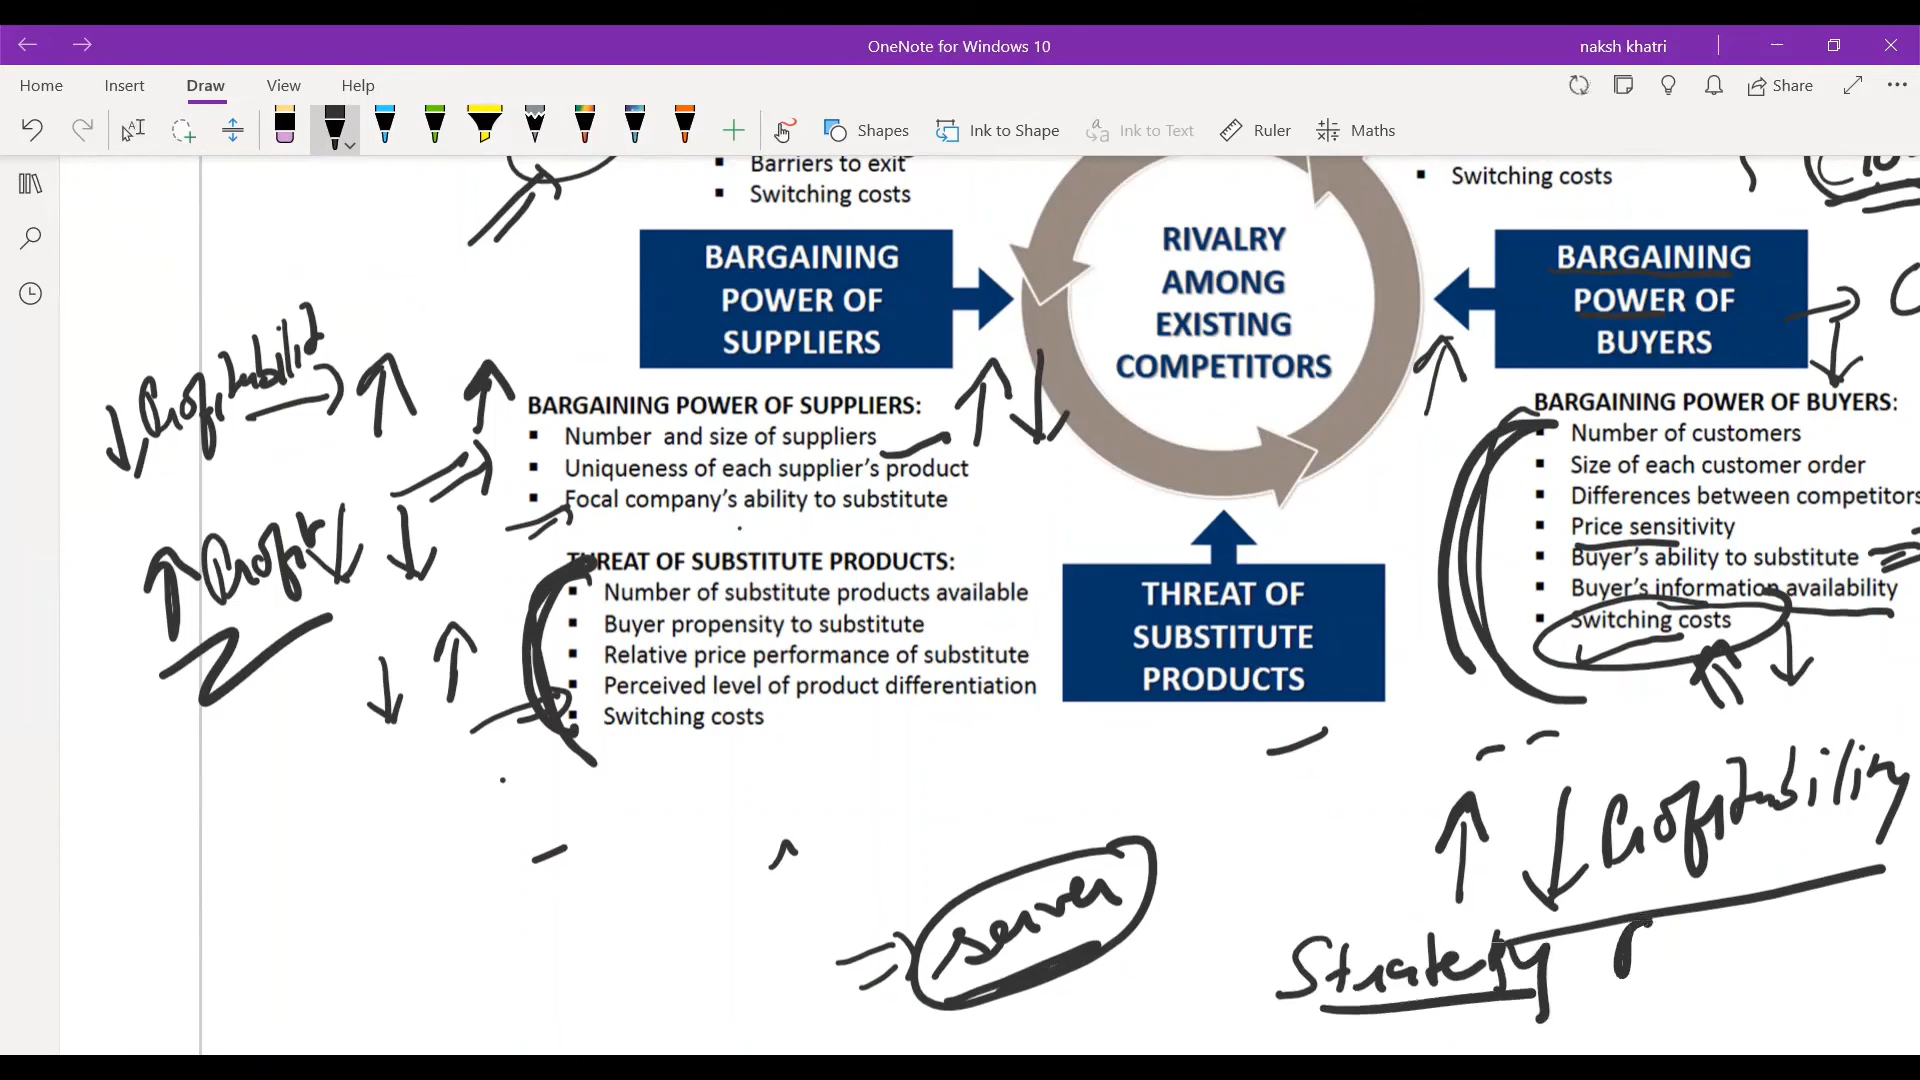 OneNote for Windows 10
naksh khatri
Home Insert Draw View Help
Share
Shapes Ink to Shape Ink to Text Ruler Maths
Barriers to exit
Switching costs
Switching costs
BARGAINING
POWER OF
SUPPLIERS
RIVALRY
AMONG
EXISTING
COMPETITORS
BARGAINING
POWER OF
BUYERS
BARGAINING POWER OF SUPPLIERS:
Number and size of suppliers
Uniqueness of each supplier's product
Focal company's ability to substitute
BARGAINING POWER OF BUYERS:
Number of customers
Size of each customer order
Differences between competitors
Price sensitivity
Buyer's ability to substitute
Buyer's information availability
Switching costs
Profit
THREAT OF SUBSTITUTE PRODUCTS:
Number of substitute products available
Buyer propensity to substitute
Relative price performance of substitute
Perceived level of product differentiation
Switching costs
THREAT OF
SUBSTITUTE
PRODUCTS
Profitability
server
Strategy